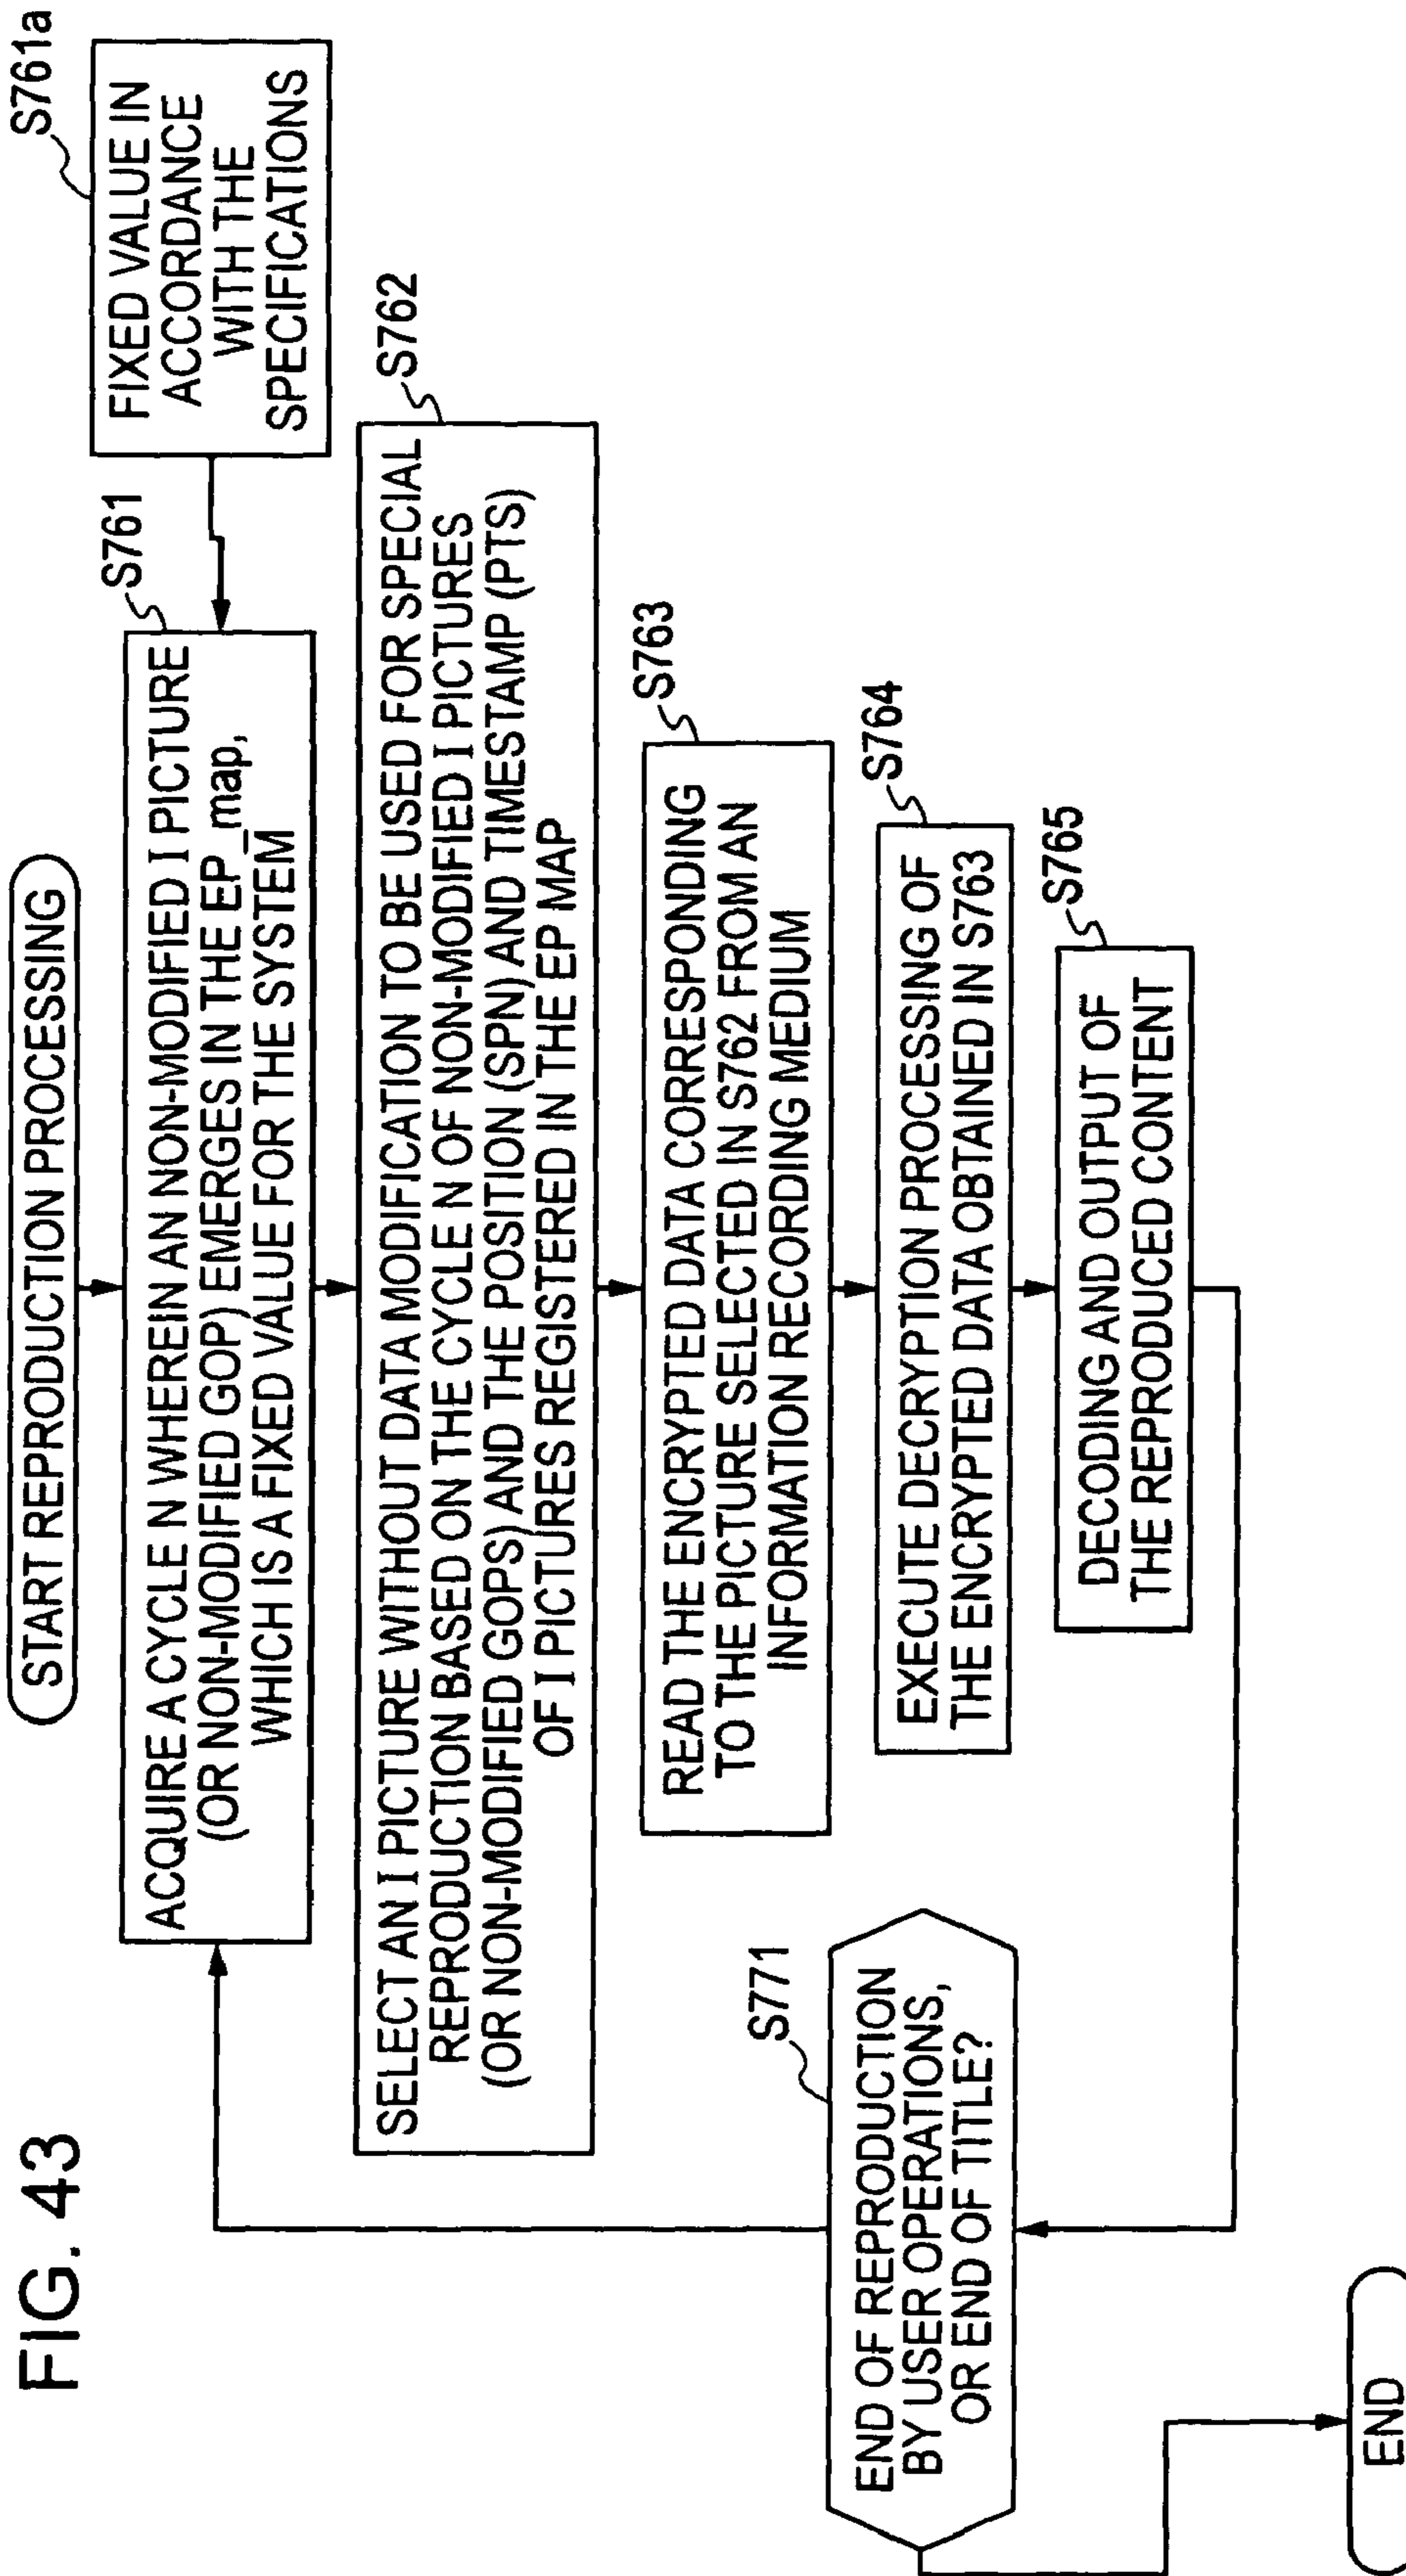 FIG. 43
START REPRODUCTION PROCESSING
S761
ACQUIRE A CYCLE N WHEREIN AN NON-MODIFIED I PICTURE
(OR NON-MODIFIED GOP) EMERGES IN THE EP_map,
WHICH IS A FIXED VALUE FOR THE SYSTEM
S761a
FIXED VALUE IN
ACCORDANCE
WITH THE
SPECIFICATIONS
S762
SELECT AN I PICTURE WITHOUT DATA MODIFICATION TO BE USED FOR SPECIAL
REPRODUCTION BASED ON THE CYCLE N OF NON-MODIFIED I PICTURES
(OR NON-MODIFIED GOPS) AND THE POSITION (SPN) AND TIMESTAMP (PTS)
OF I PICTURES REGISTERED IN THE EP MAP
S763
READ THE ENCRYPTED DATA CORRESPONDING
TO THE PICTURE SELECTED IN S762 FROM AN
INFORMATION RECORDING MEDIUM
S764
EXECUTE DECRYPTION PROCESSING OF
THE ENCRYPTED DATA OBTAINED IN S763
S765
DECODING AND OUTPUT OF
THE REPRODUCED CONTENT
S771
END OF REPRODUCTION
BY USER OPERATIONS,
OR END OF TITLE?
END